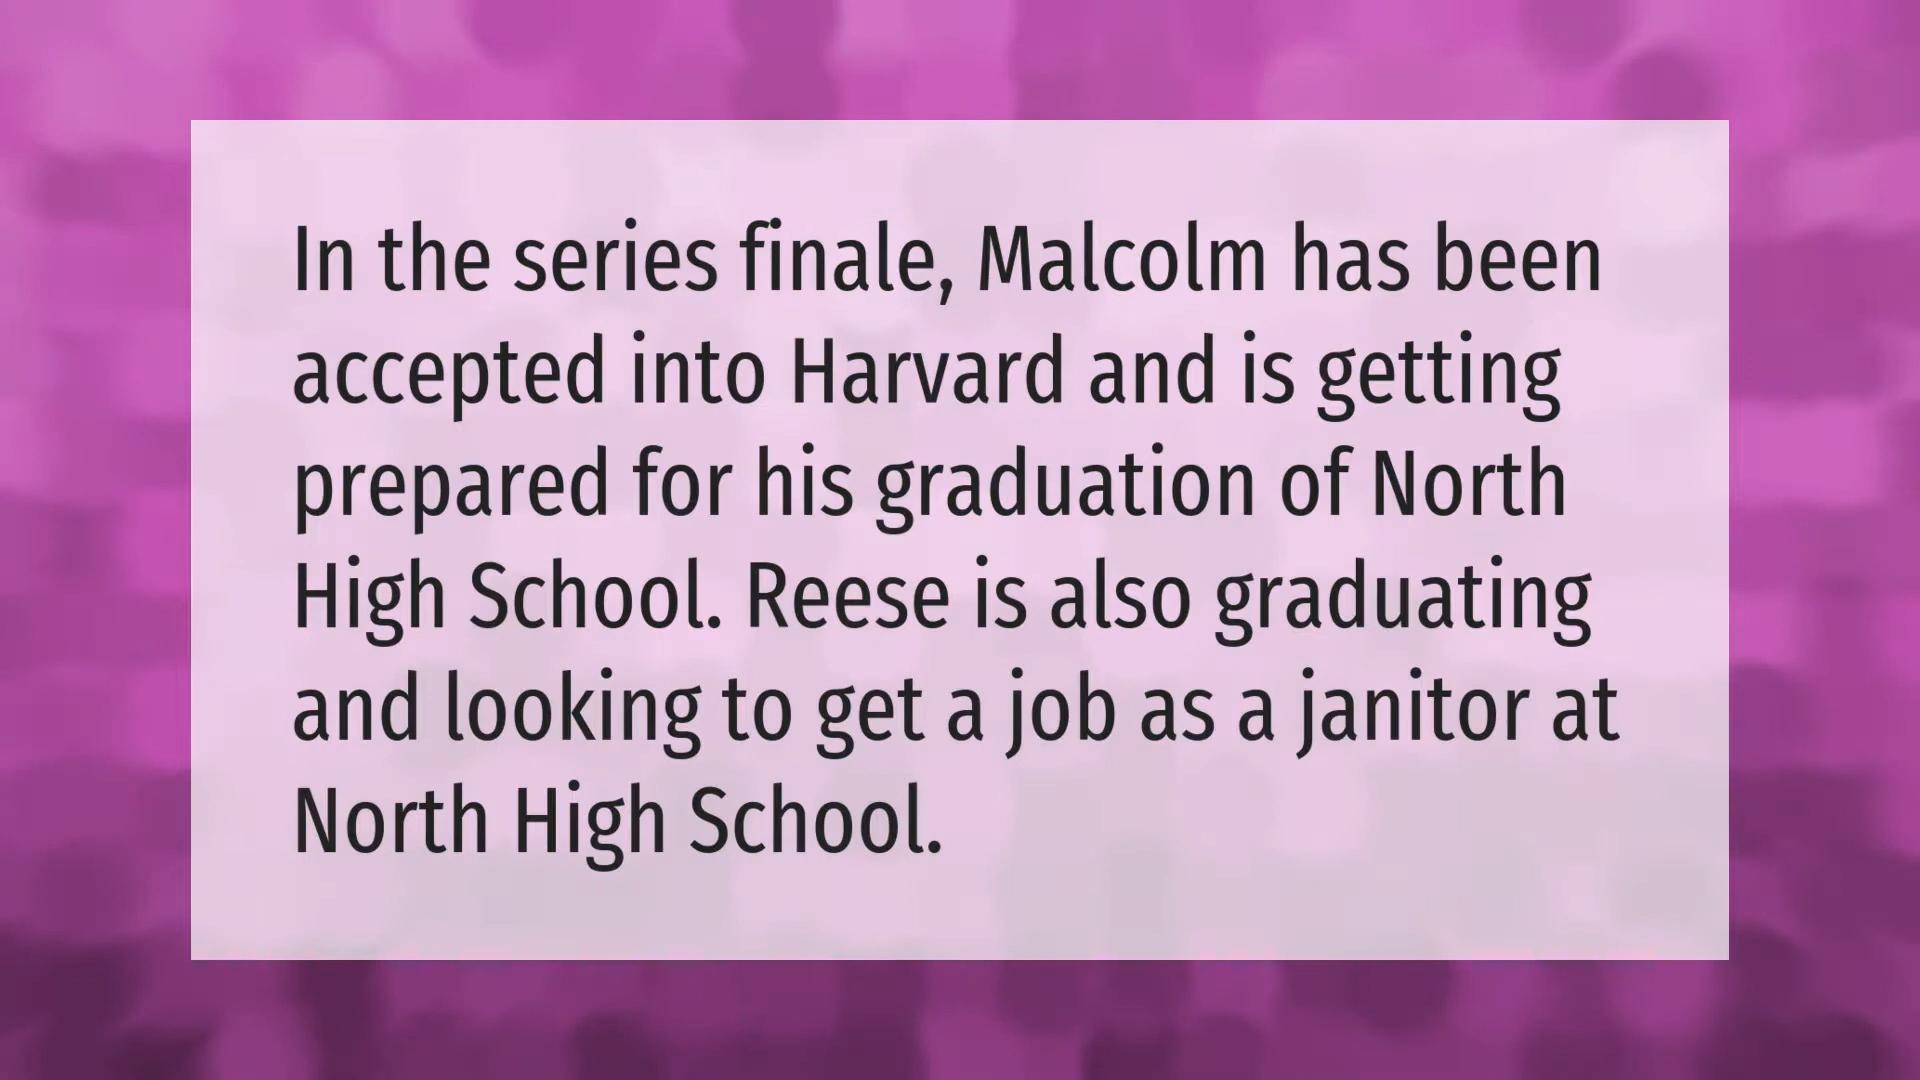 In the series finale, Malcolm has been
accepted into Harvard and is getting
prepared for his graduation of North
High School. Reese is also graduating
and looking to get a job as a janitor at
North High School.